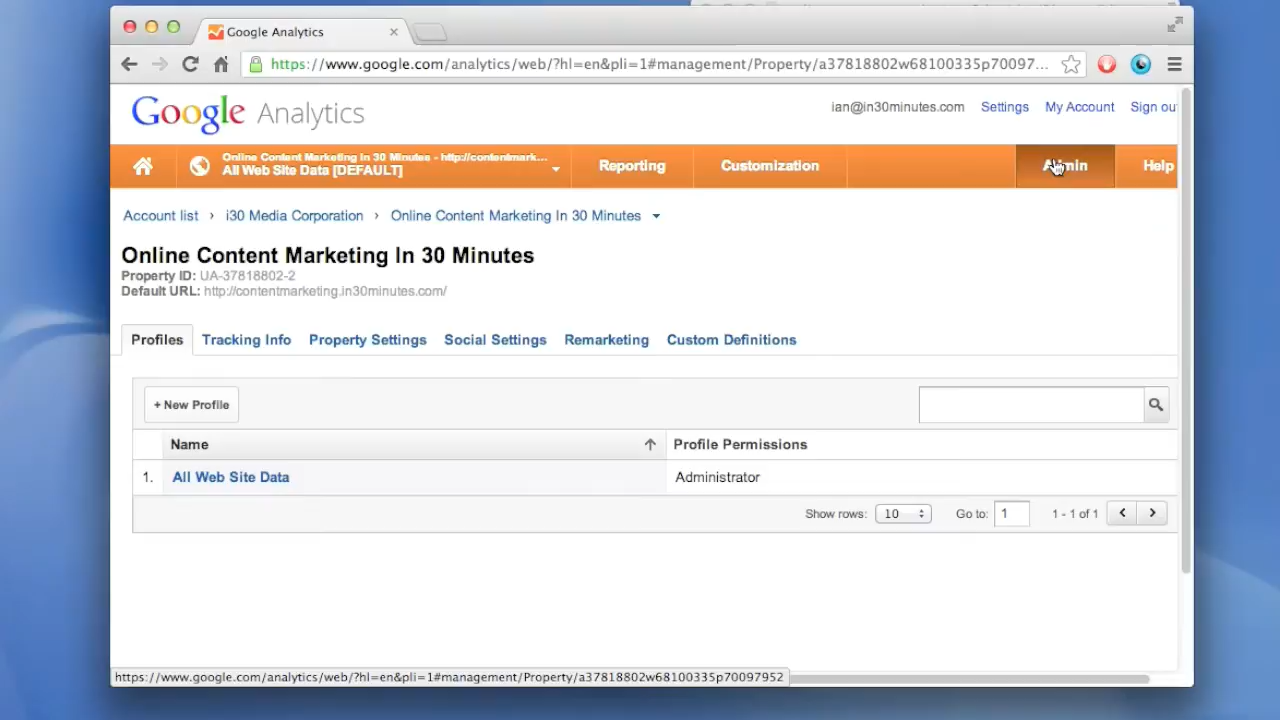 Google Analytics
https://www.google.com/analytics/web/?hl=en&pli=1#management/Property/a37818802w68100335p70097...
Google Analytics
ian@in30minutes.com Settings My Account Sign ou
Online Content Marketing In 30 Minutes - http://contentmark...
All Web Site Data [DEFAULT]
Reporting Customization Admin Help
Account list › i30 Media Corporation › Online Content Marketing In 30 Minutes
Online Content Marketing In 30 Minutes
Property ID: UA-37818802-2
Default URL: http://contentmarketing.in30minutes.com/
Profiles Tracking Info Property Settings Social Settings Remarketing Custom Definitions
+ New Profile
Name Profile Permissions
1. All Web Site Data Administrator
Show rows: 10 Go to: 1 1 - 1 of 1
https://www.google.com/analytics/web/?hl=en&pli=1#management/Property/a37818802w68100335p70097952